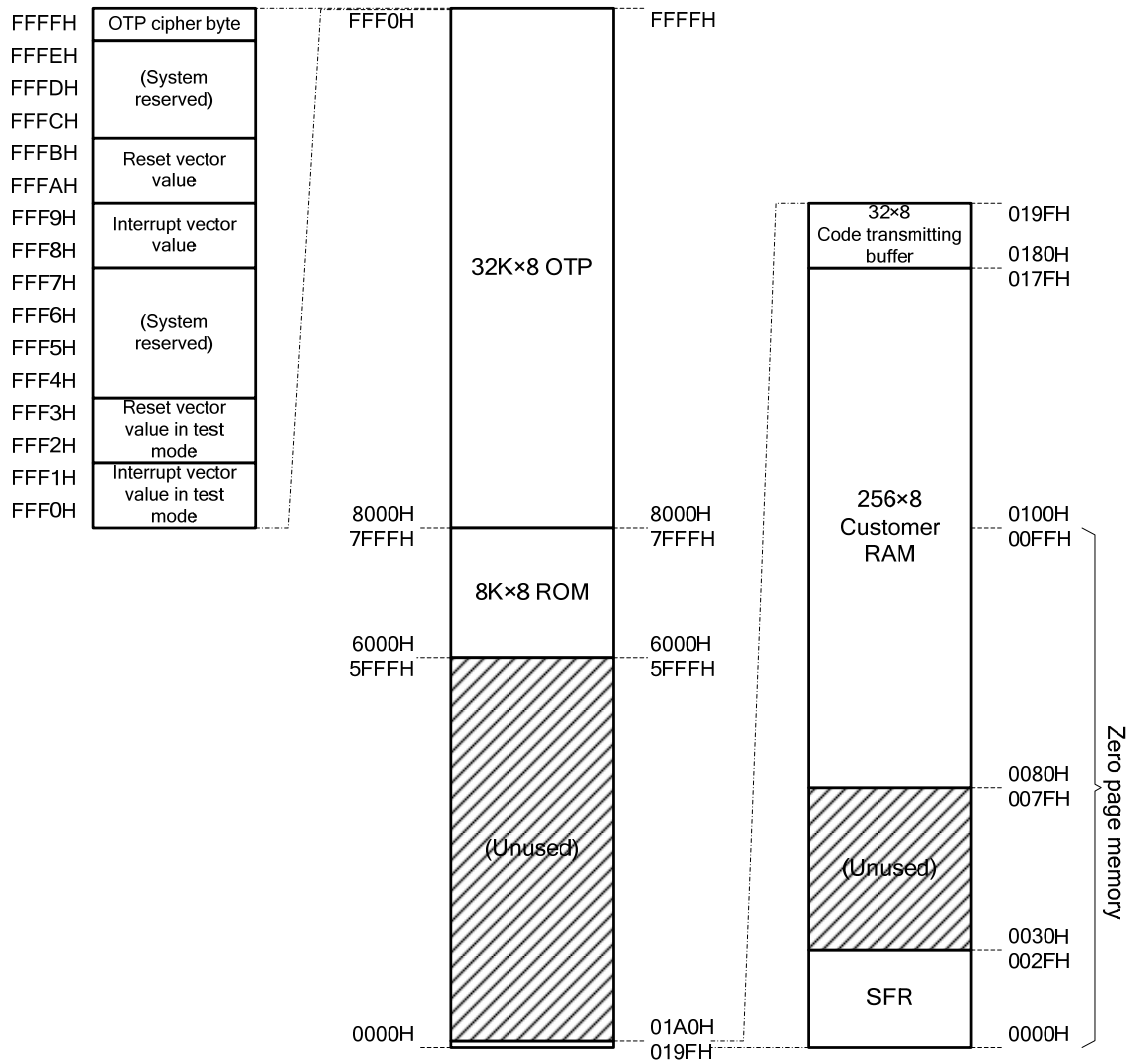 FFFFH
OTP cipher byte
FFFEH
FFFDH
FFFCH
(System
reserved)
FFFBH
FFFAH
Reset vector
value
FFF9H
FFF8H
Interrupt vector
value
FFF7H
FFF6H
FFF5H
FFF4H
(System
reserved)
FFF3H
FFF2H
Reset vector
value in test
mode
FFF1H
FFF0H
Interrupt vector
value in test
mode
FFF0H
FFFFH
32K×8 OTP
8000H
8000H
7FFFH
7FFFH
8K×8 ROM
6000H
6000H
5FFFH
5FFFH
(Unused)
0000H
01A0H
019FH
32×8
Code transmitting
buffer
019FH
0180H
017FH
256×8
Customer
RAM
0100H
00FFH
0080H
007FH
(Unused)
0030H
002FH
SFR
0000H
Zero page memory